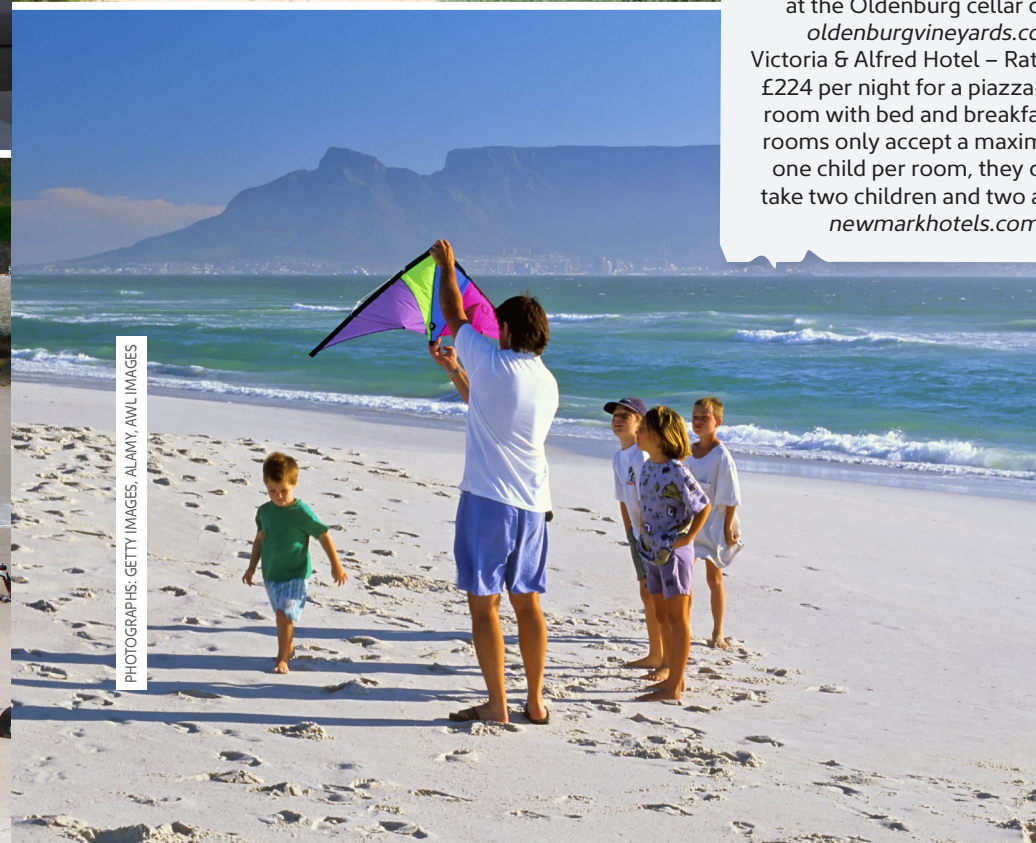 at the Oldenburg cellar
oldenburgvineyards.co
Victoria & Alfred Hotel – Rat
£224 per night for a piazza-
room with bed and breakfa
rooms only accept a maxim
one child per room, they
take two children and two
newmarkhotels.com
PHOTOGRAPHS: GETTY IMAGES, ALAMY, AWL IMAGES